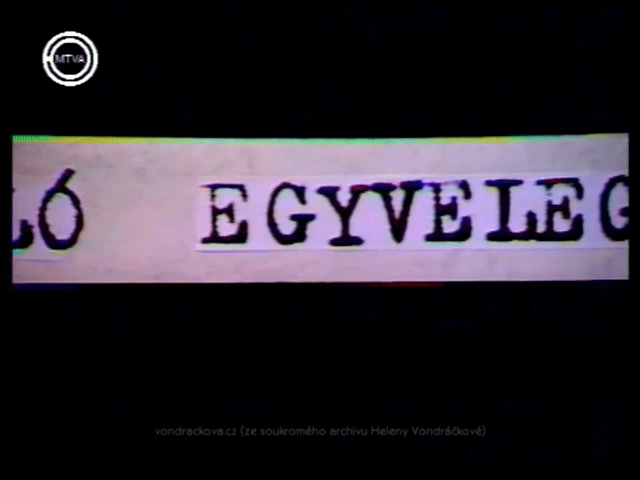 MTVA
LÓ EGYVELEG
vondrackova.cz (ze soukromého archivu Heleny Vondráčkové)